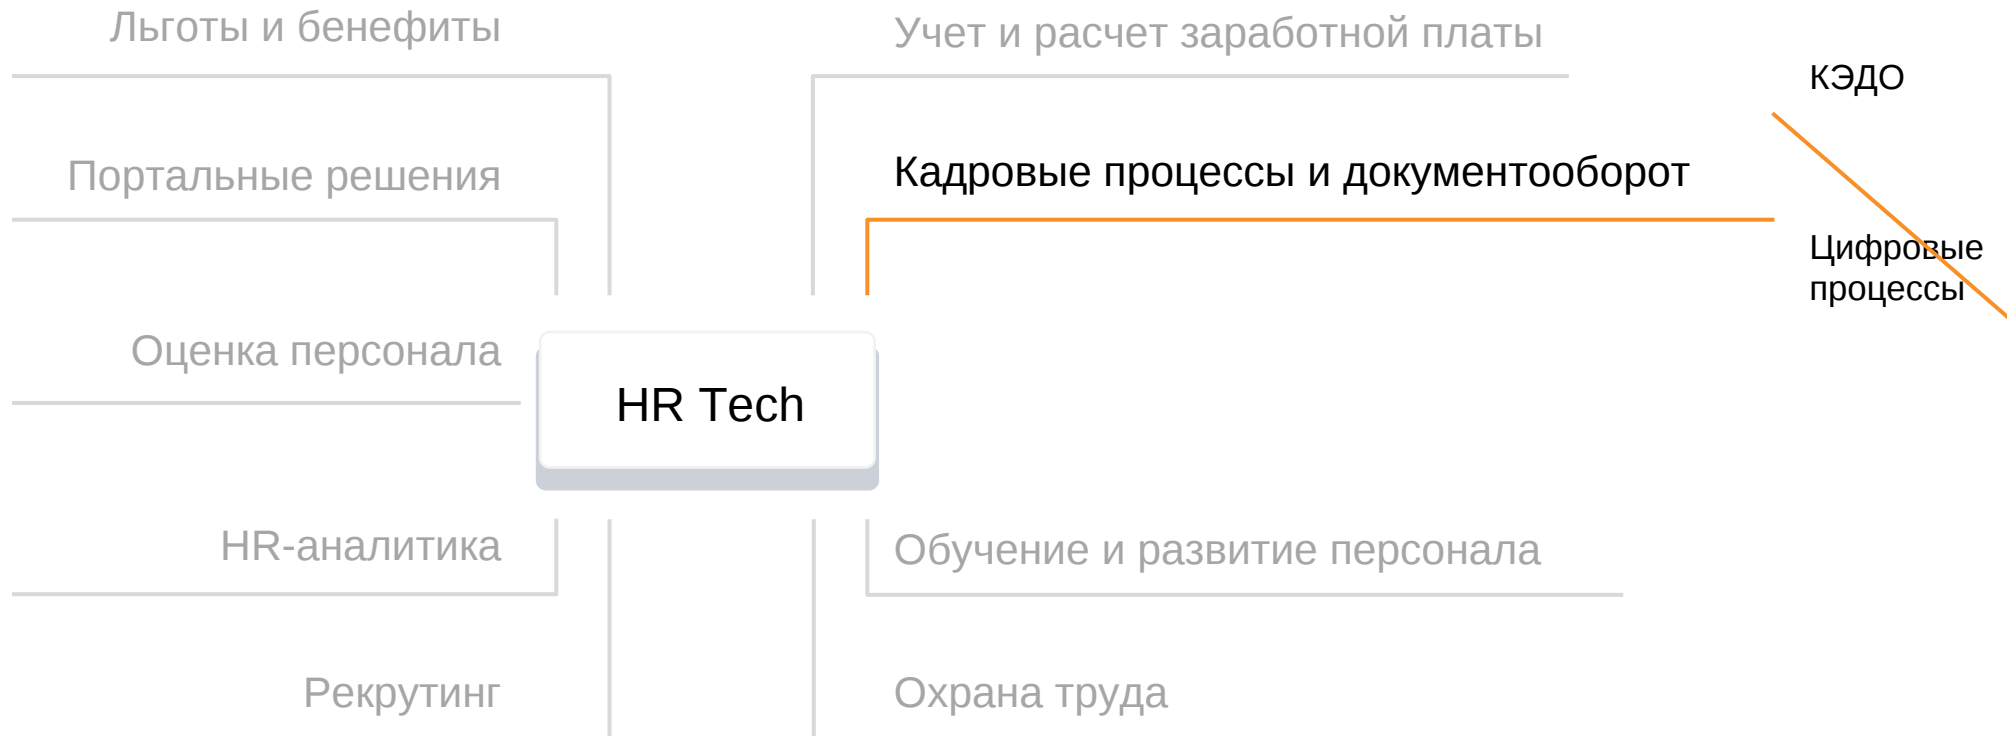 Льготы и бенефиты
Учет и расчет заработной платы
КЭДО
Портальные решения
Кадровые процессы и документооборот
Цифровые
процессы
Оценка персонала
HR Tech
HR-аналитика
Обучение и развитие персонала
Рекрутинг
Охрана труда